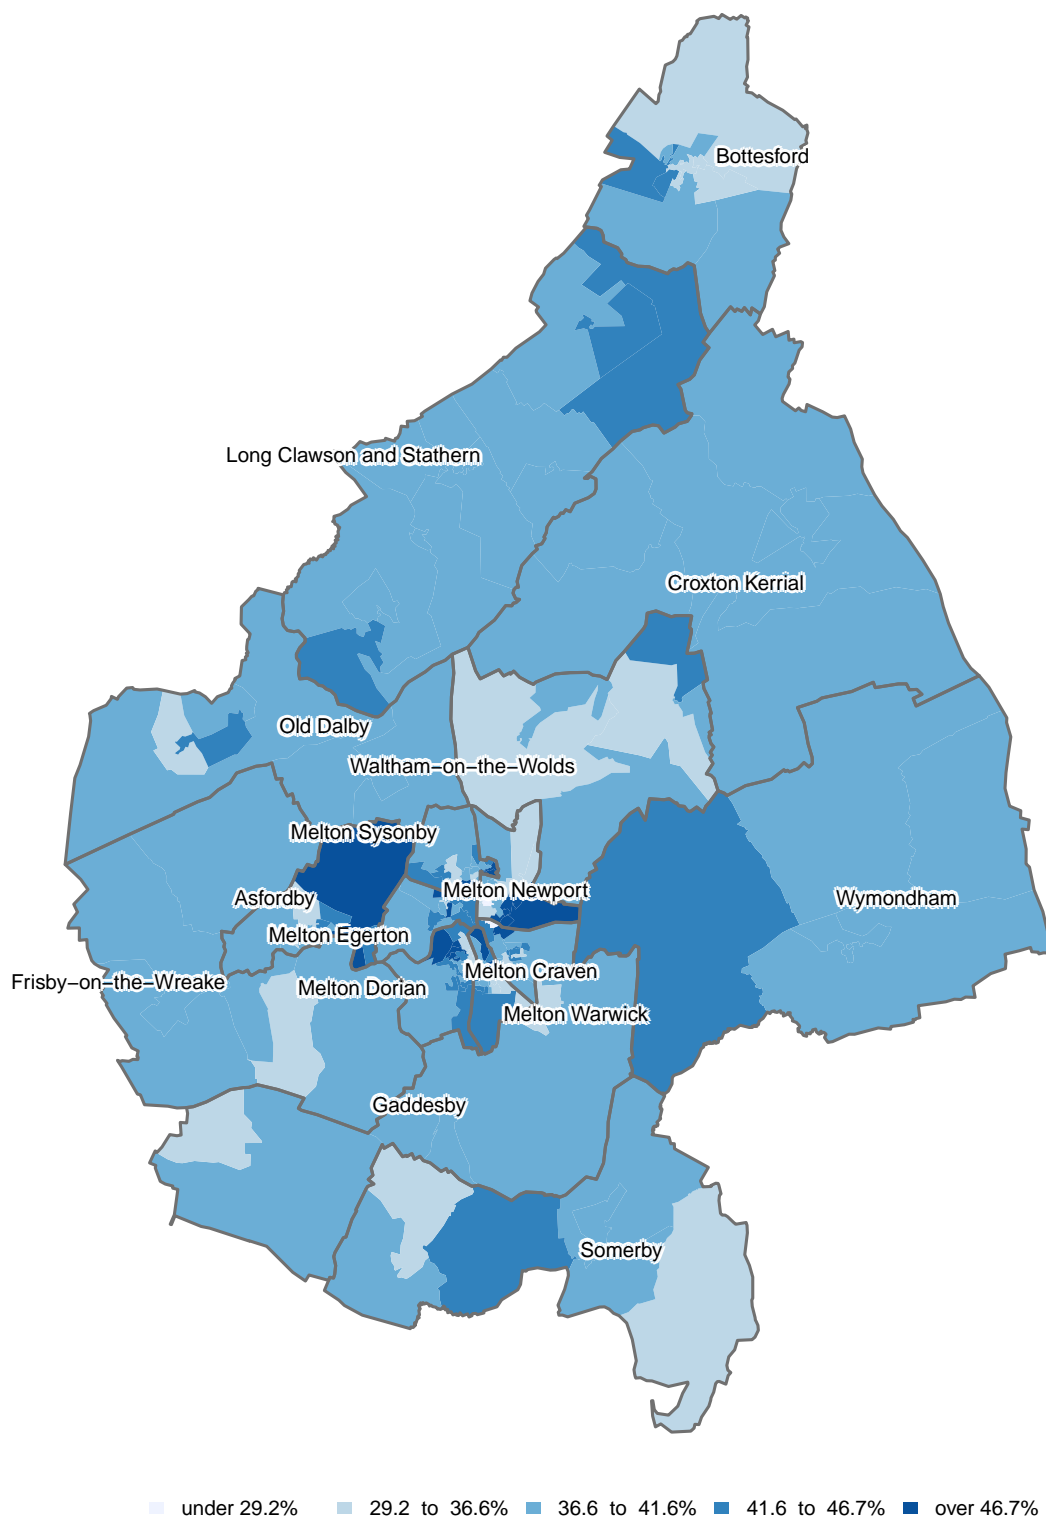 Bottesford
Long Clawson and Stathern
Croxton Kerrial
Old Dalby
Waltham−on−the−Wolds
Melton Sysonby
Melton Newport
Asfordby
Wymondham
Melton Egerton
Melton Craven
Frisby−on−the−Wreake
Melton Dorian
Melton Warwick
Gaddesby
Somerby
under 29.2% 29.2 to 36.6% 36.6 to 41.6% 41.6 to 46.7% over 46.7%